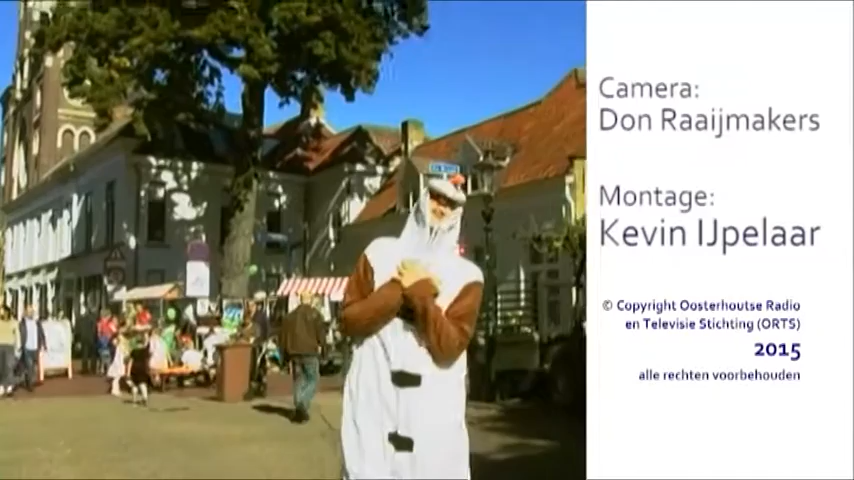 Camera:
Don Raaijmakers
Montage:
Kevin IJpelaar
© Copyright Oosterhoutse Radio
en Televisie Stichting (ORTS)
2015
alle rechten voorbehouden